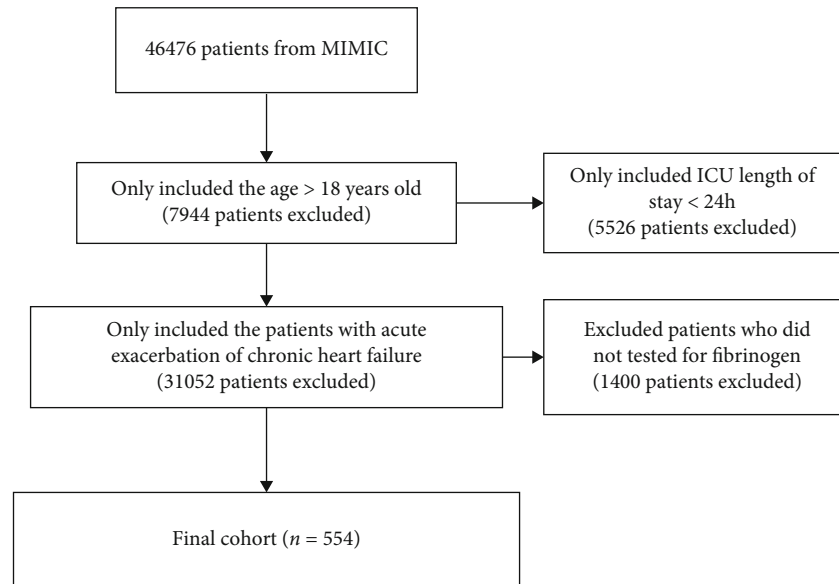 46476 patients from MIMIC
Only included the age > 18 years old
(7944 patients excluded)
Only included ICU length of
stay < 24h
(5526 patients excluded)
Only included the patients with acute
exacerbation of chronic heart failure
(31052 patients excluded)
Excluded patients who did
not tested for fibrinogen
(1400 patients excluded)
Final cohort (n = 554)